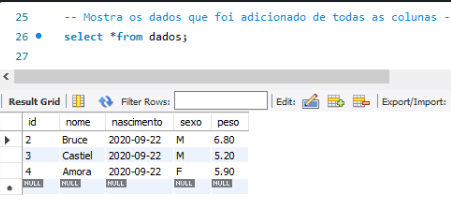 25 -- Mostra os dados que foi adicionado de todas as colunas -
26 select *from dados;
27
Result Grid Filter Rows: Edit: Export/Import:
id nome nascimento sexo peso
2 Bruce 2020-09-22 M 6.80
3 Castiel 2020-09-22 M 5.20
4 Amora 2020-09-22 F 5.90
NULL NULL NULL NULL NULL